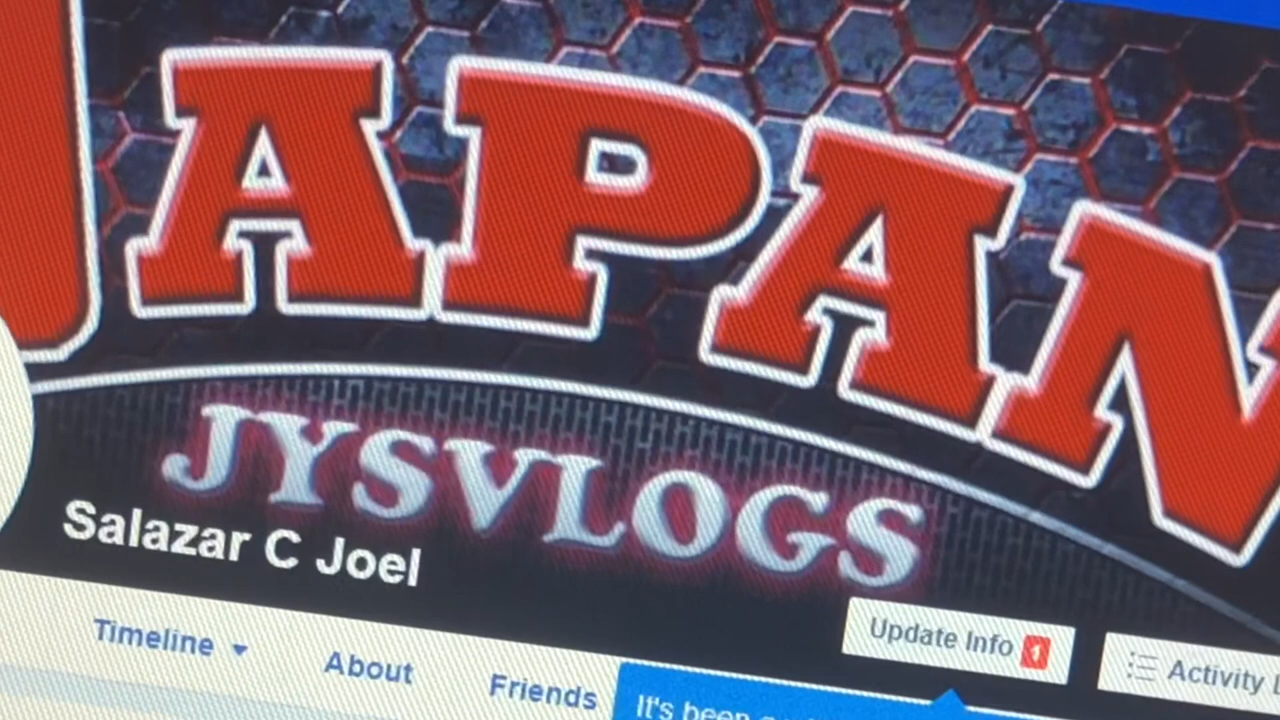 JAPAN
JYSVLOGS
Salazar C Joel
Update Info 1
Timeline About Friends
Activity
It's been